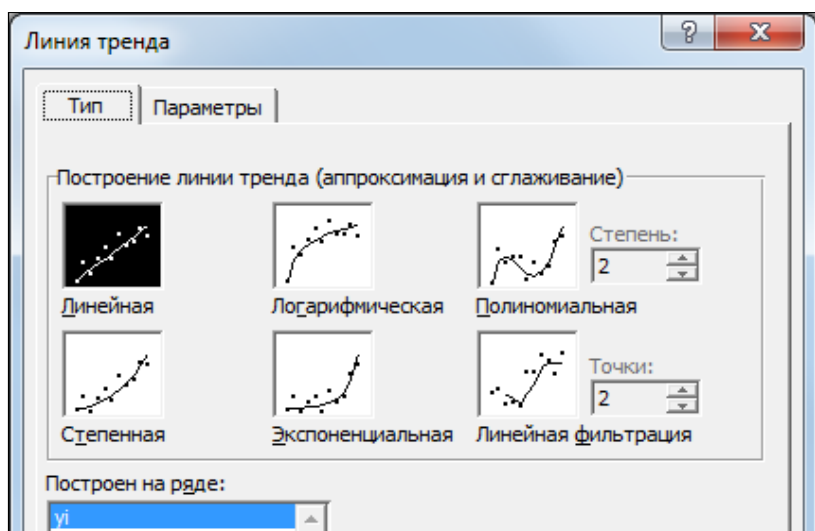 Линия тренда
?
Тип Параметры
Построение линии тренда (аппроксимация и сглаживание)
Степень:
2
Линейная Логарифмическая Полиномиальная
Точки:
2
Степенная Экспоненциальная Линейная фильтрация
Построен на ряде:
yi